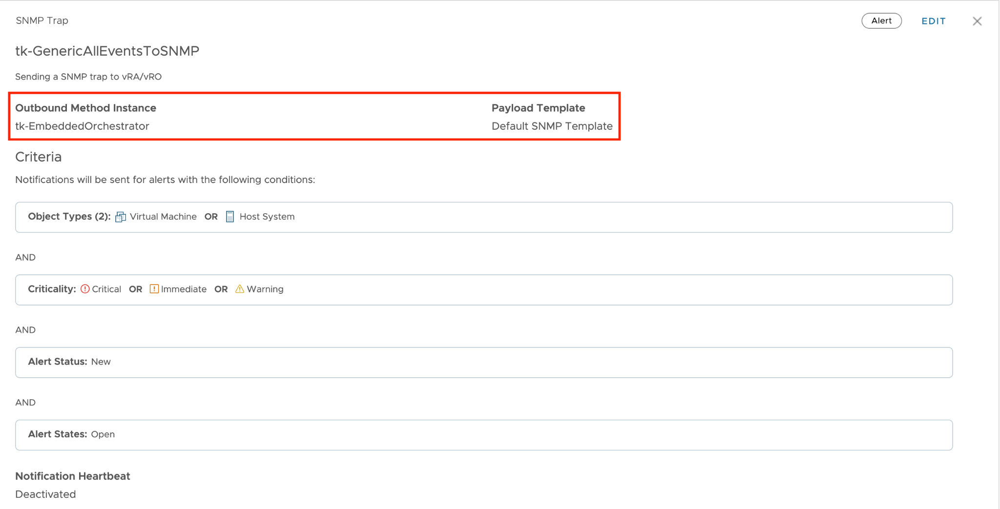 SNMP Trap
Alert
EDIT
tk-GenericAllEventsToSNMP
Sending a SNMP trap to vRA/vRO
Outbound Method Instance
Payload Template
tk-EmbeddedOrchestrator
Default SNMP Template
Criteria
Notifications will be sent for alerts with the following conditions:
Object Types (2): Virtual Machine OR Host System
AND
Criticality: Critical OR Immediate OR Warning
AND
Alert Status: New
AND
Alert States: Open
Notification Heartbeat
Deactivated